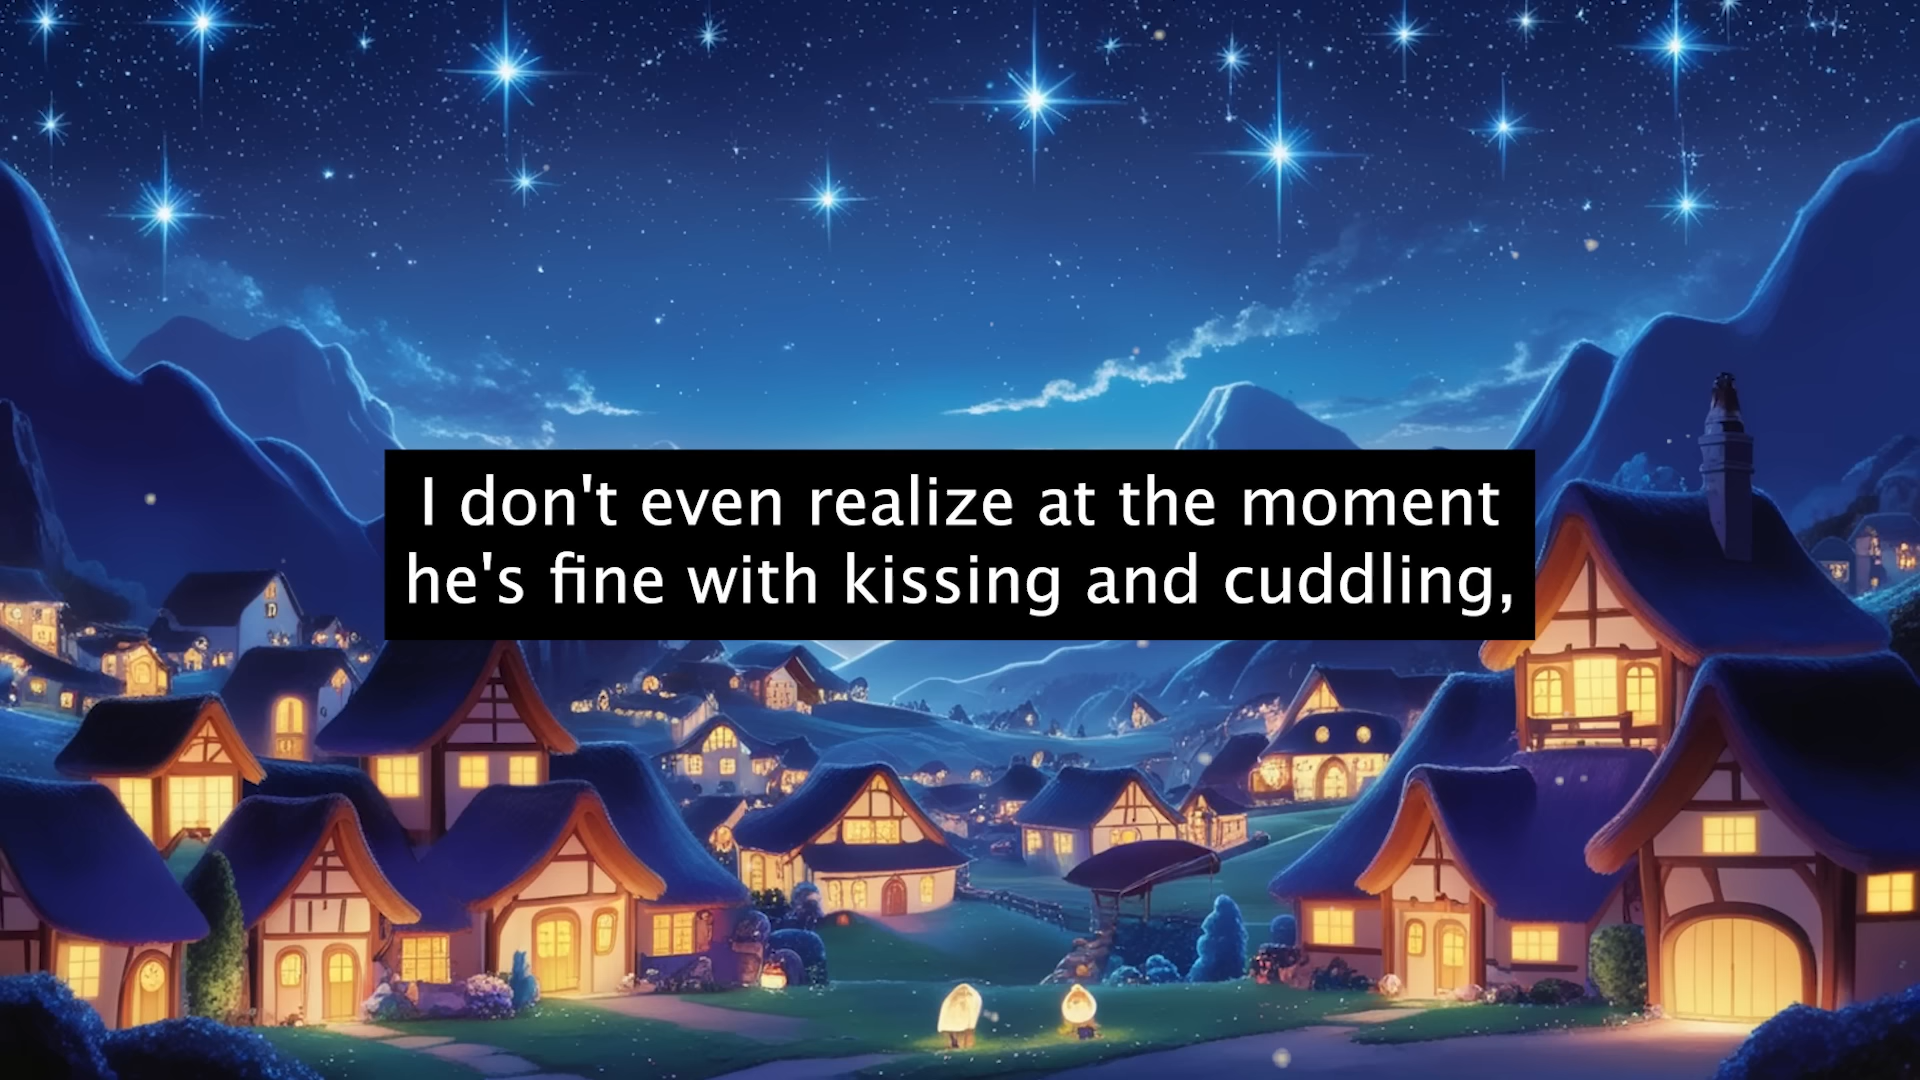 I don't even realize at the moment
he's fine with kissing and cuddling,